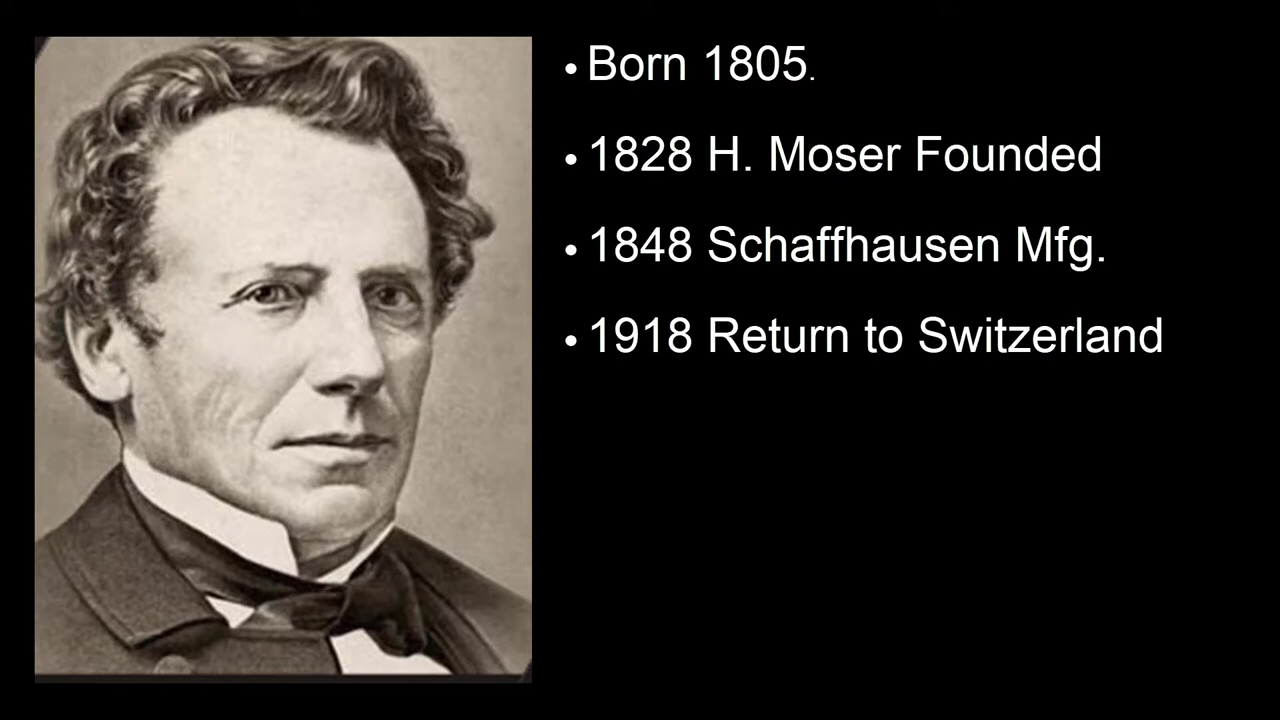 • Born 1805.
• 1828 H. Moser Founded
• 1848 Schaffhausen Mfg.
• 1918 Return to Switzerland